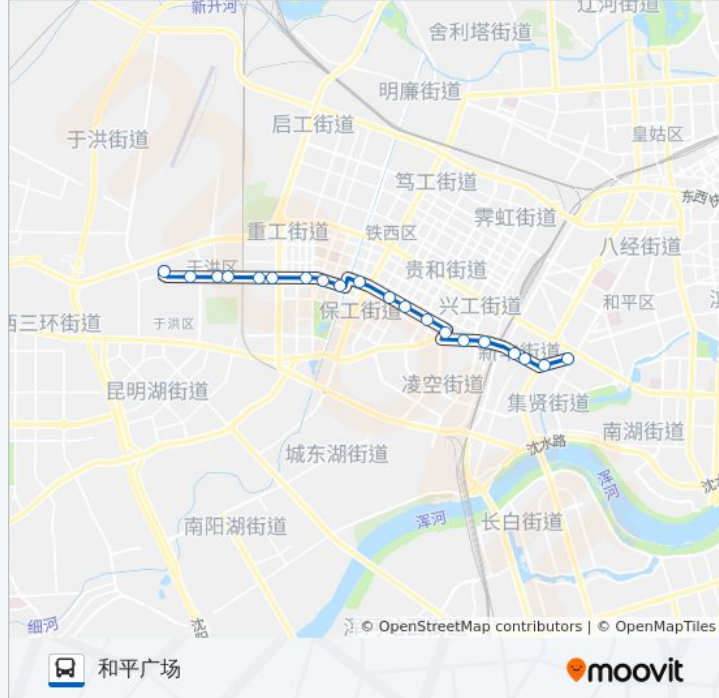 新开河
辽河街道
舍利塔街道
明廉街道
启工街道
于洪街道
皇姑区
笃工街道
东西快
霁虹街道
重工街道
铁西区
八经街道
于洪区
贵和街道
和平区
保工街道
兴工街道
西三环街道
于洪区
新华街道
昆明湖街道
凌空街道
集贤街道
南湖街道
城东湖街道
沈水路
浑河
南阳湖街道
浑河
长白街道
细河
© OpenStreetMap contributors | © OpenMapTiles
和平广场
moovit